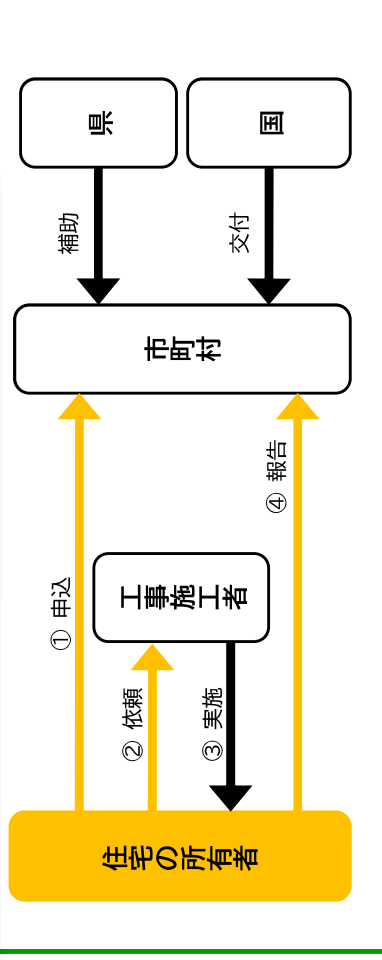 県
国
補助
交付
市町村
④ 報告
① 申込
工事施工者
② 依頼
③ 実施
住宅の所有者